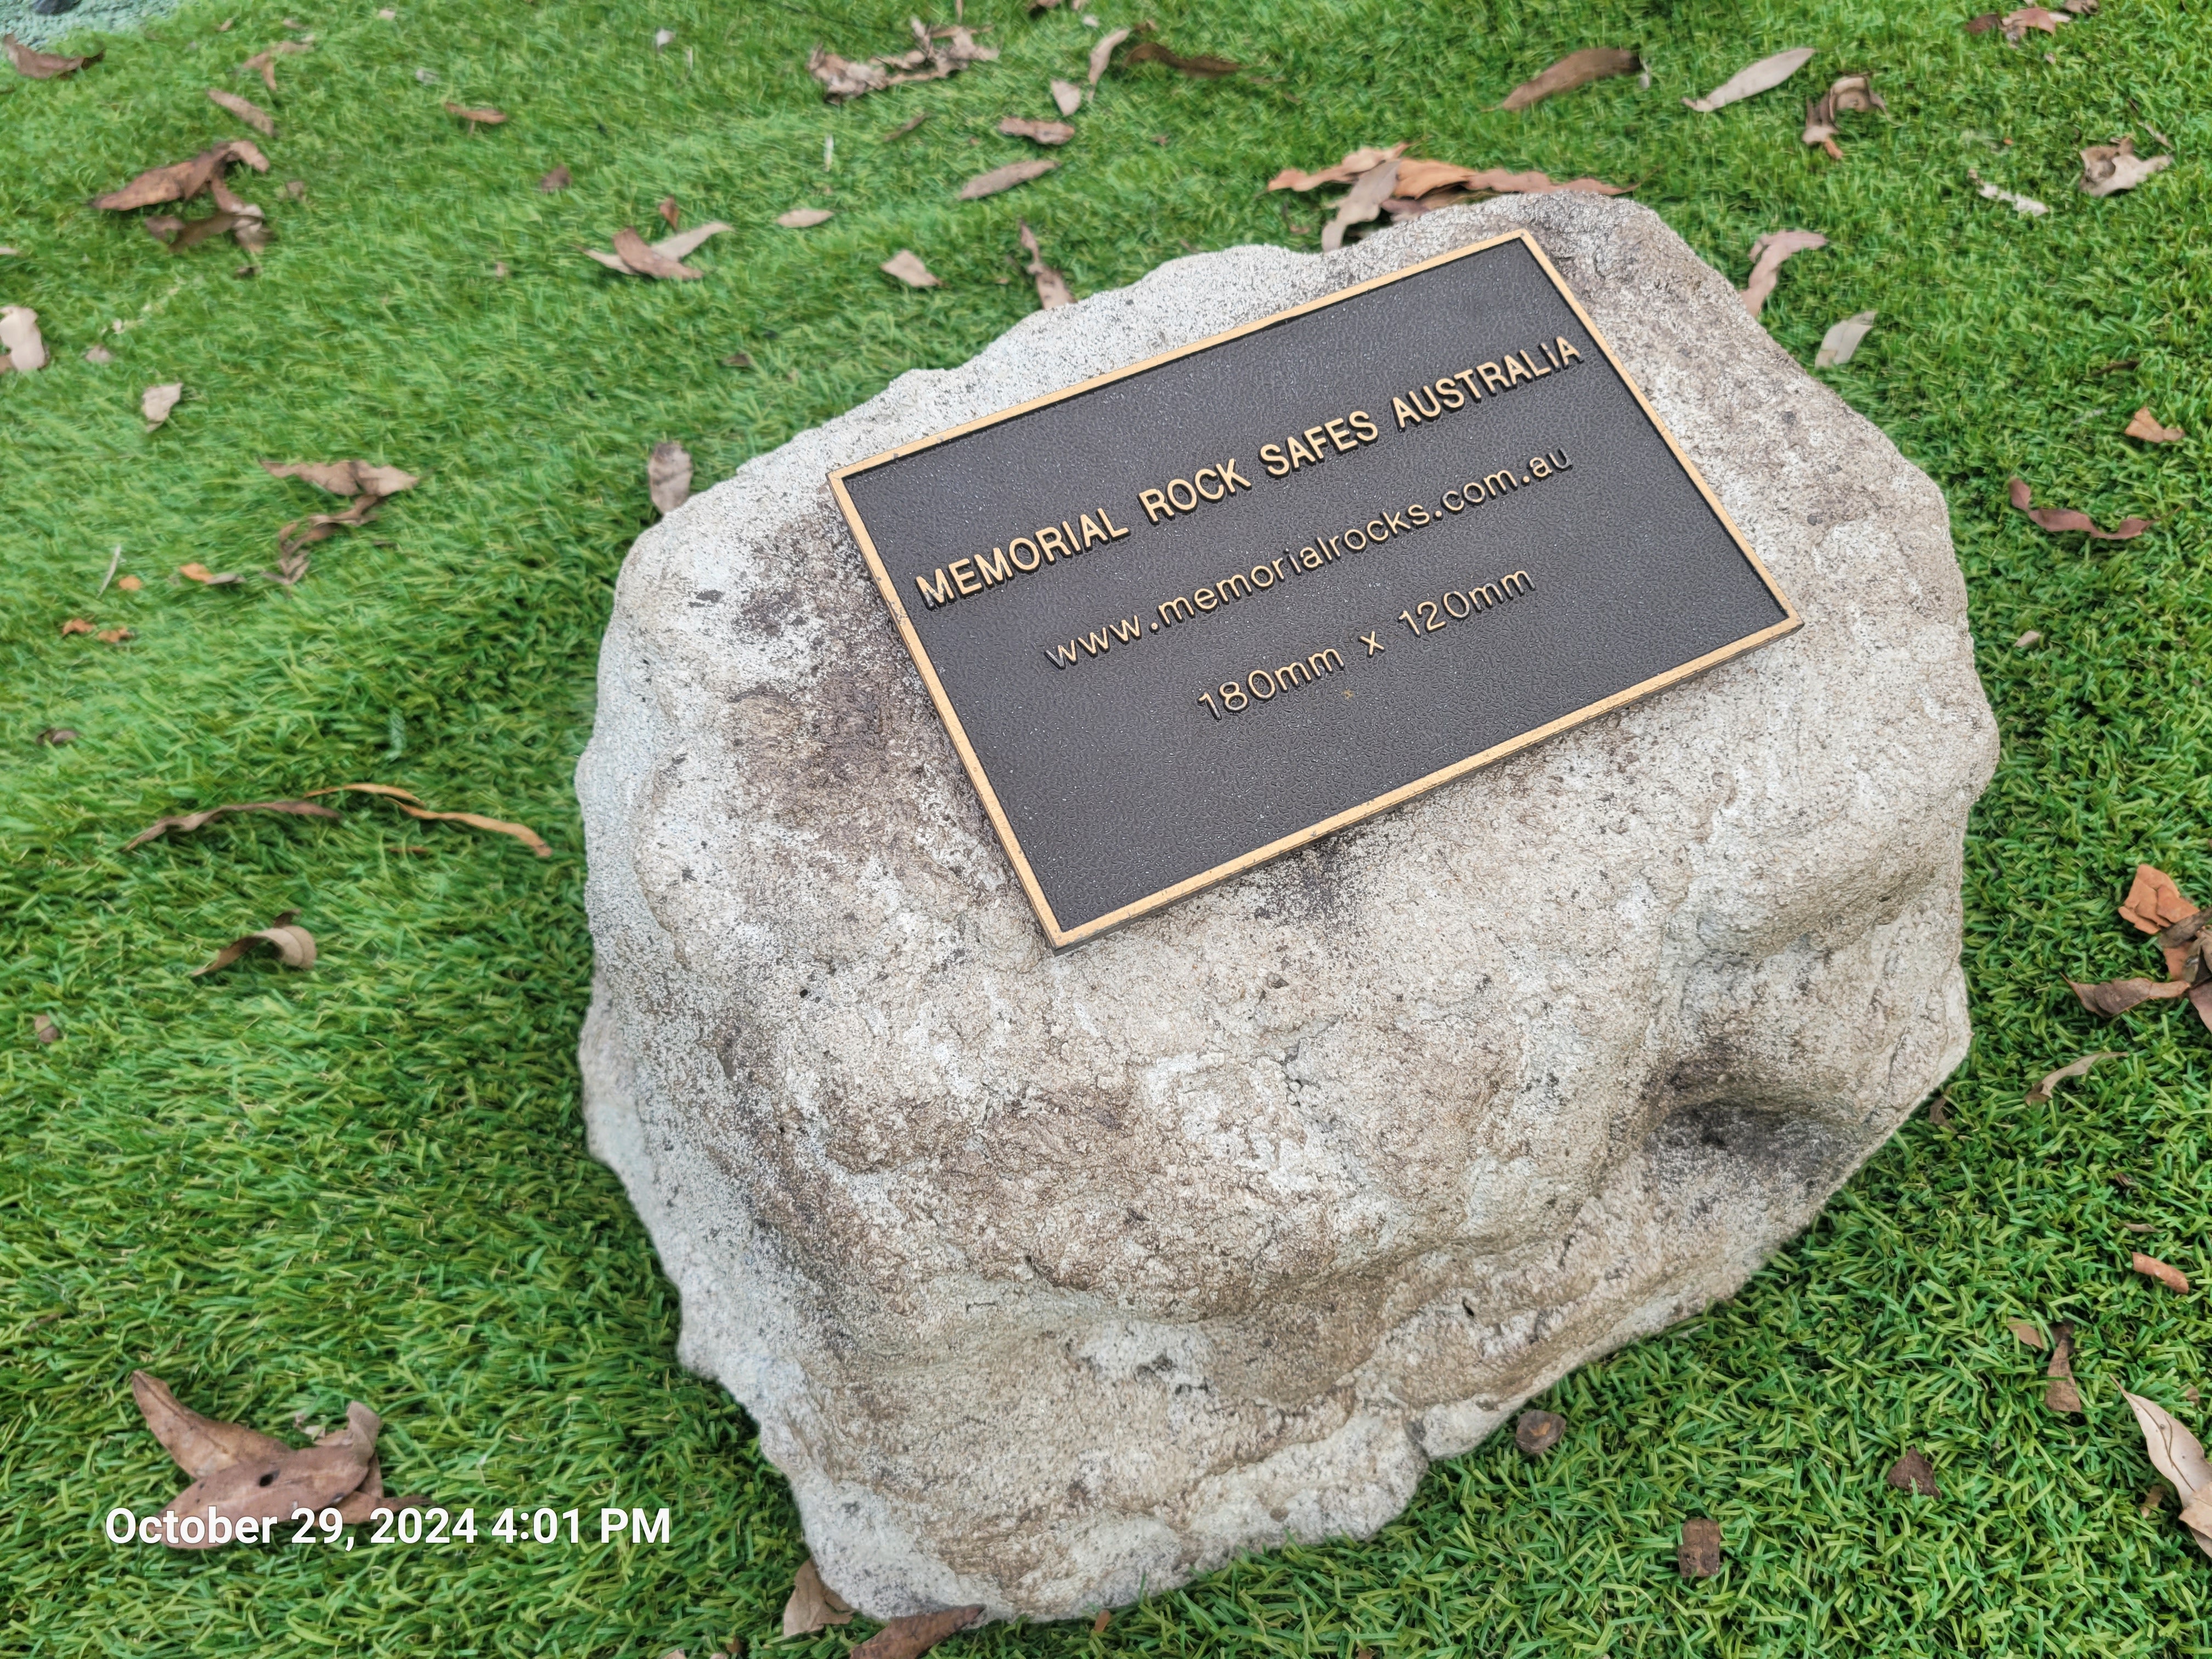 MEMORIAL ROCK SAFES AUSTRALIA
www.memorialrocks.com.au
180mm x 120mm
October 29, 2024 4:01 PM